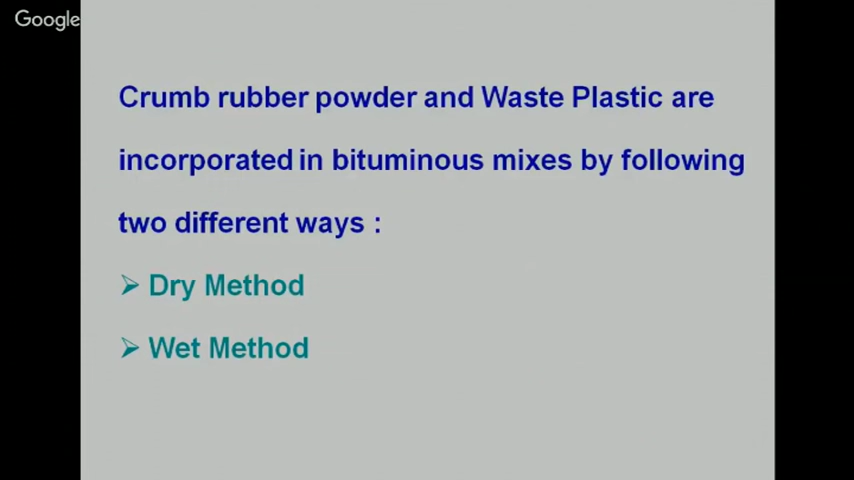 Google
Crumb rubber powder and Waste Plastic are
incorporated in bituminous mixes by following
two different ways :
➢ Dry Method
➢ Wet Method